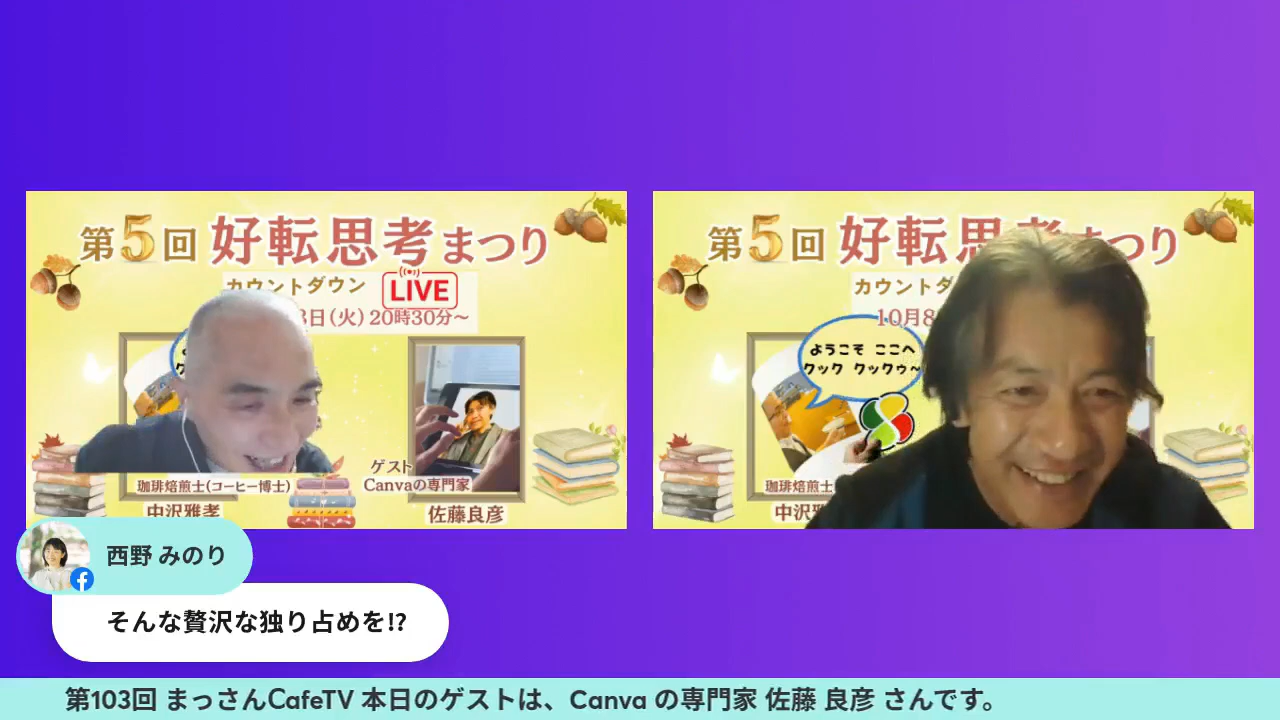 第5回 好転思考まつり
カウントダウン LIVE
日(火) 20時30分〜
珈琲焙煎士(コーヒー博士)
中沢雅孝
ゲスト
Canvaの専門家
佐藤良彦
第5回 好転思まつり
カウントダ
10月8
ようこそ ここへ
クック クックゥ〜
珈琲焙煎士
中沢雅
西野 みのり
そんな贅沢な独り占めを!?
第103回 まっさんCafeTV 本日のゲストは、Canva の専門家 佐藤 良彦 さんです。